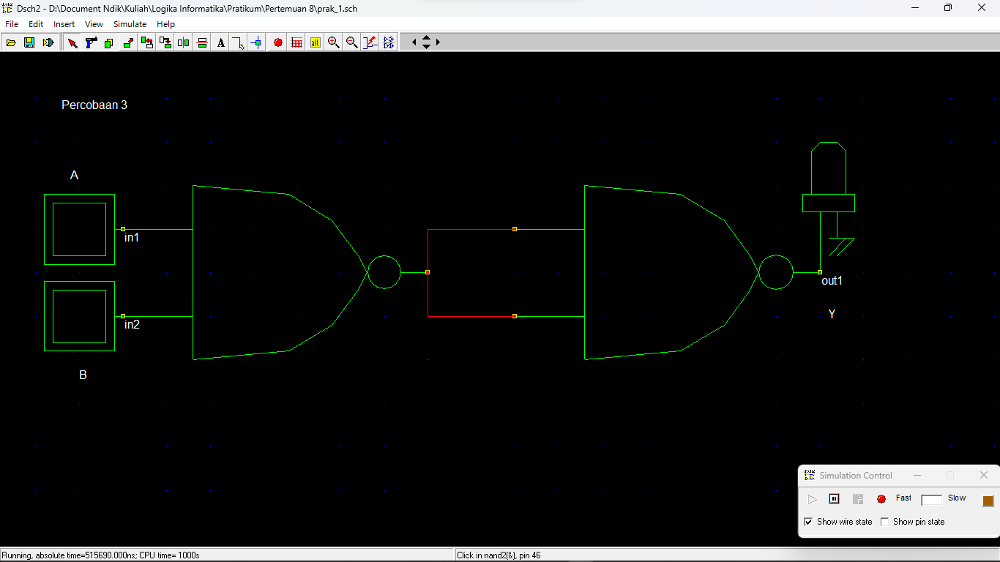 Dsch2 - D:\Document Ndik\Kuliah\Logika Informatika\Pratikum\Pertemuan 8\prak_1.sch
File Edit Insert View Simulate Help
Percobaan 3
A
in1
in2
B
out1
Y
Simulation Control
Fast Slow
Show wire state Show pin state
Running, absolute time=515690.000ns; CPU time= 1000s
Click in nand2(&), pin 46